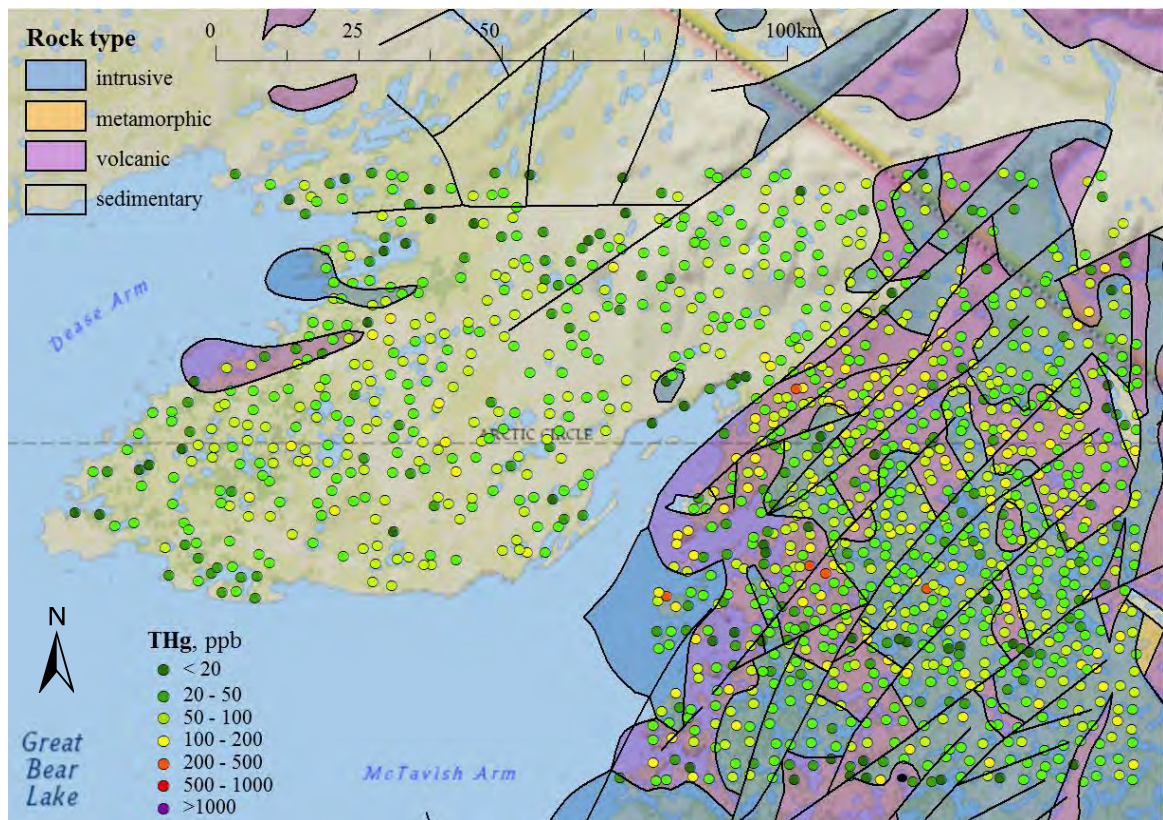 Rock type
intrusive
metamorphic
volcanic
sedimentary
0 25 50 100km
Dease Arm
ARCTIC CIRCLE
N
THg, ppb
< 20
20 - 50
50 - 100
100 - 200
200 - 500
500 - 1000
>1000
Great
Bear
Lake
McTavish Arm